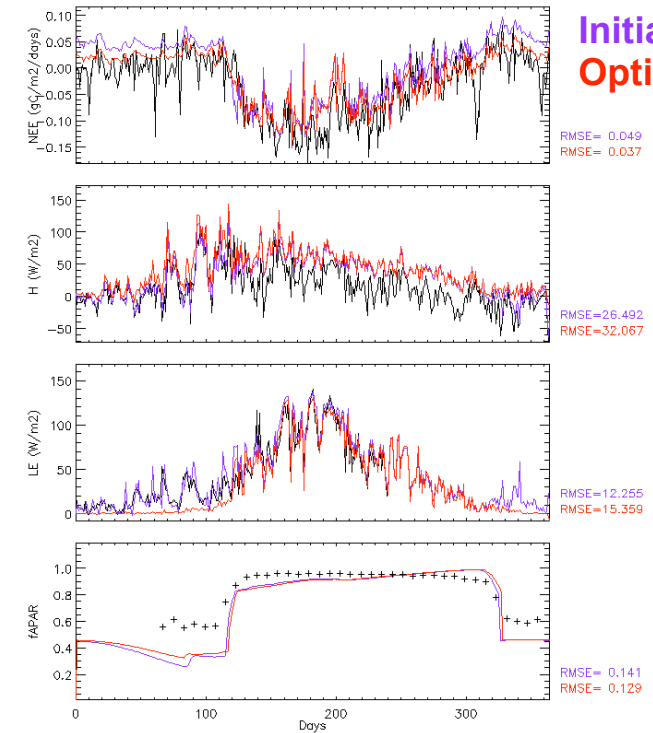 Initia
Opti
NEE (gC/m2/days)
0.10
0.05
0.00
−0.05
−0.10
−0.15
RMSE= 0.049
RMSE= 0.037
H (W/m2)
150
100
50
0
−50
RMSE=26.492
RMSE=32.067
LE (W/m2)
150
100
50
0
RMSE=12.255
RMSE=15.359
fAPAR
1.0
0.8
0.6
0.4
0.2
RMSE= 0.141
RMSE= 0.129
0 100 200 300
Days